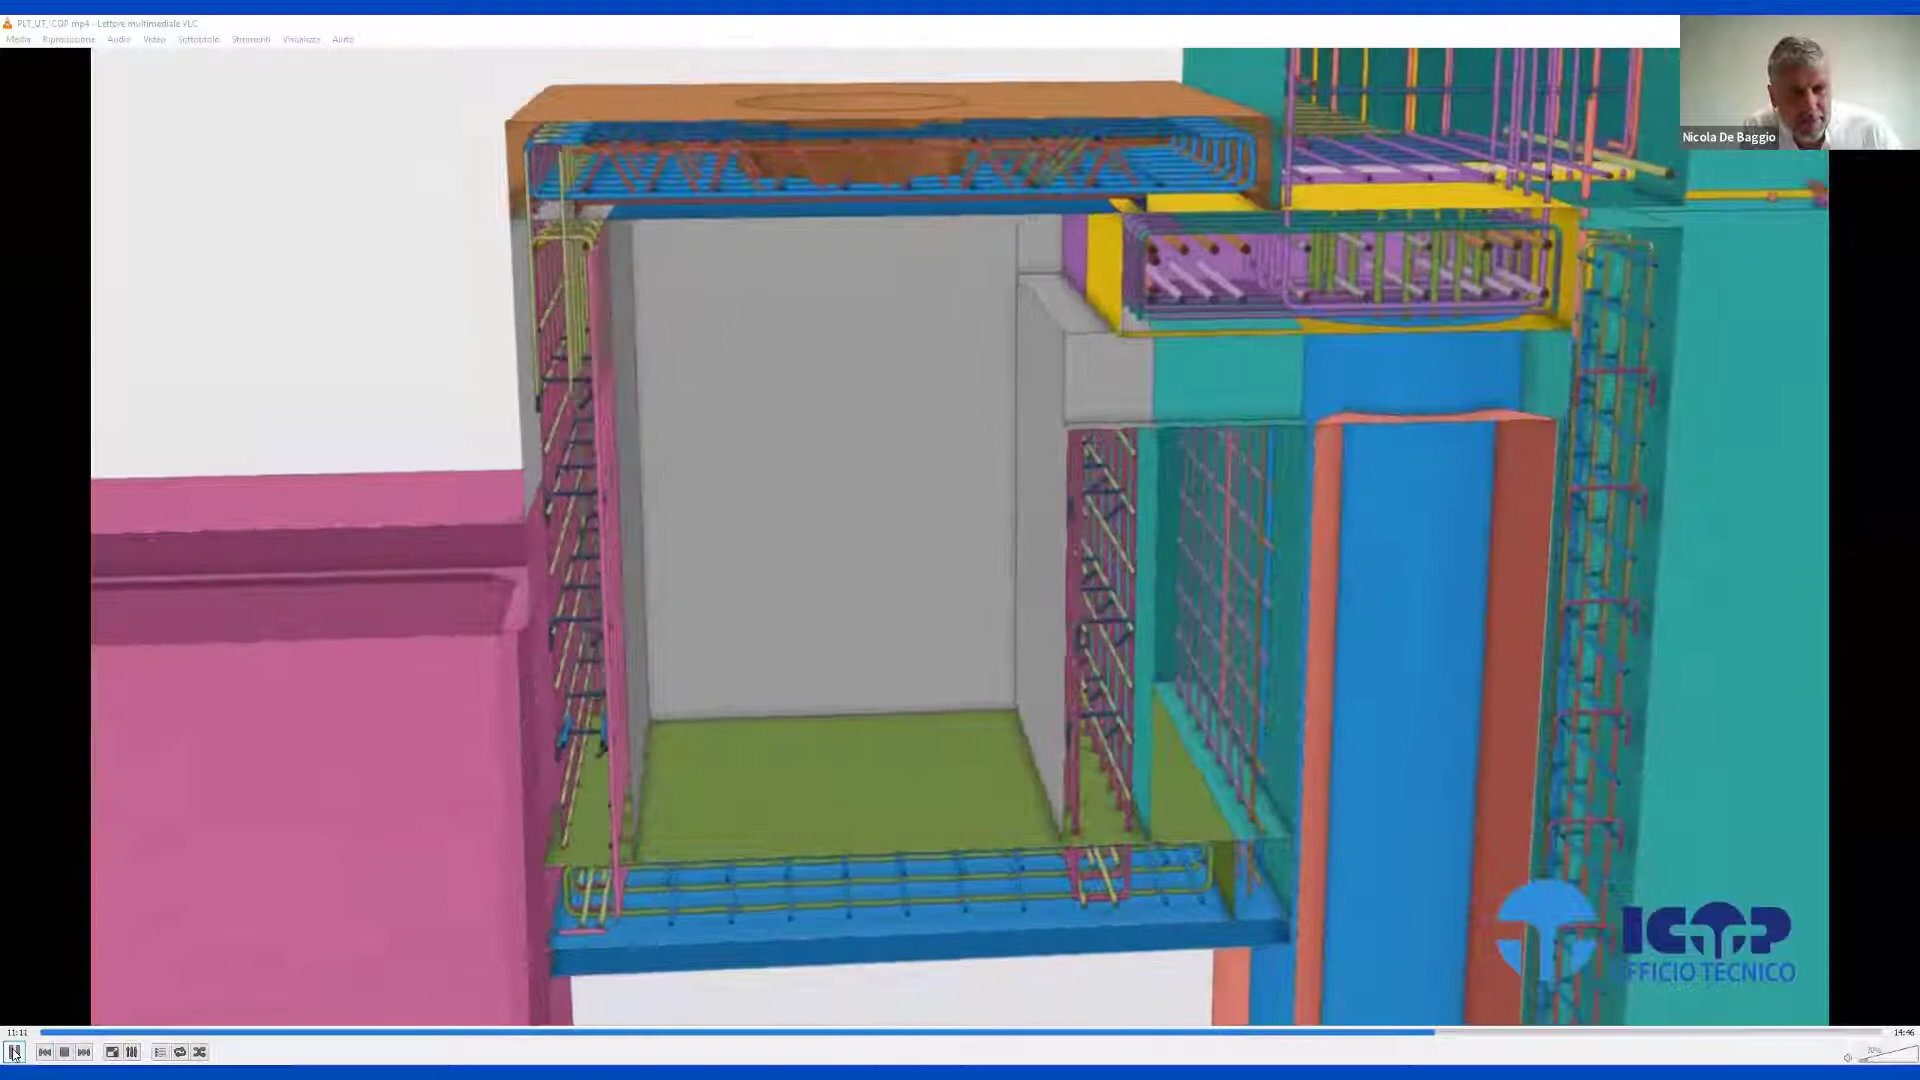 PLT_UT_ICOP.mp4 - Lettore multimediale VLC
Media Riproduzione Audio Video Sottotitolo Strumenti Visualizza Aiuto
Nicola De Baggio
ICOP
FFICIO TECNICO
11:11
14:46